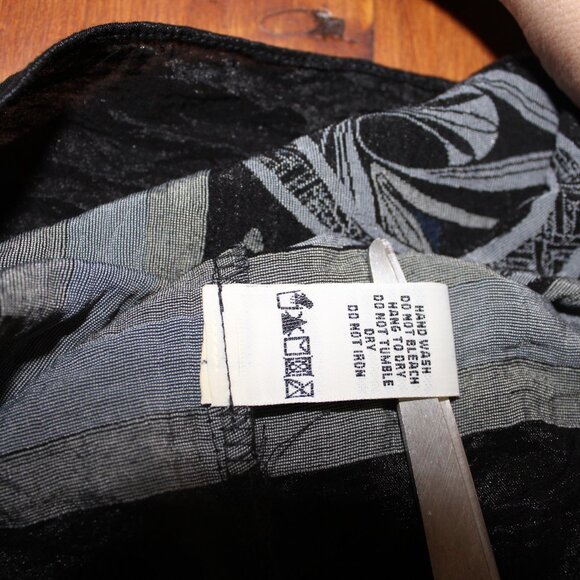 HAND WASH
DO NOT BLEACH
HANG TO DRY
DO NOT TUMBLE
DRY
DO NOT IRON